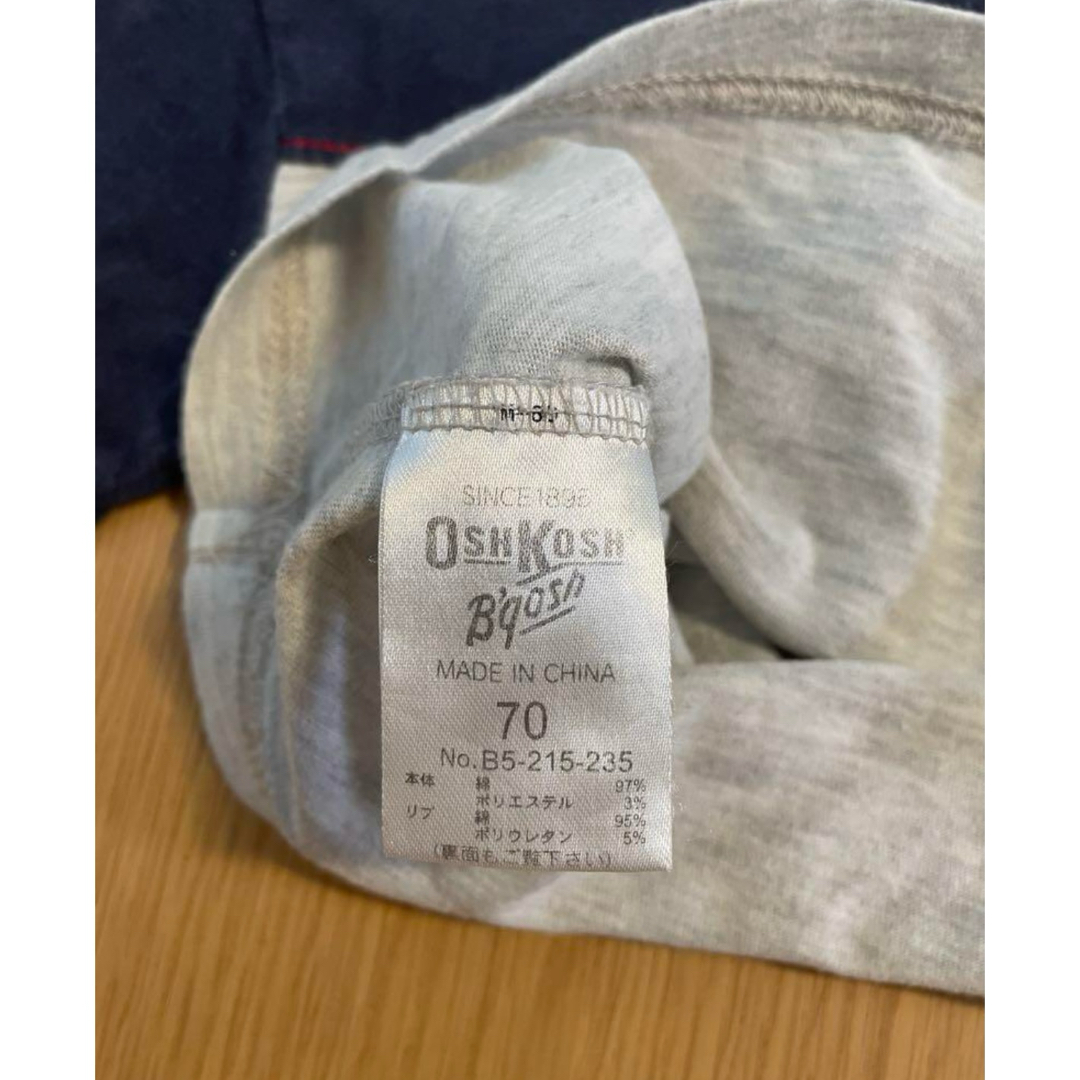 SINCE 1895
OSHKOSH
B'gosh
MADE IN CHINA
70
No. B5-215-235
本体 綿 97%
ポリエステル 3%
リブ 綿 95%
ポリウレタン 5%
(裏面もご覧下さい)